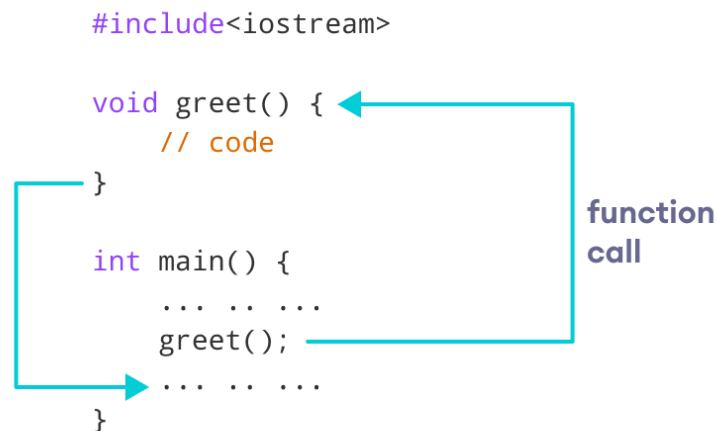 #include<iostream>
void greet() {
// code
}
int main() {
... .. ...
greet();
... .. ...
}
function
call